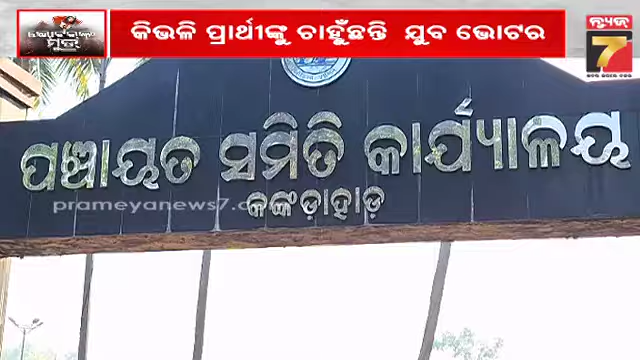 କିଭଳି ପ୍ରାର୍ଥୀଙ୍କୁ ଚାହୁଁଛନ୍ତି ଯୁବ ଭୋଟର
ନ୍ୟୁଜ୍
7
ପଞ୍ଚାୟତ ସମିତି କାର୍ଯ୍ୟାଳୟ
prameyanews7.com
କଙ୍କଡ଼ାହାଡ଼